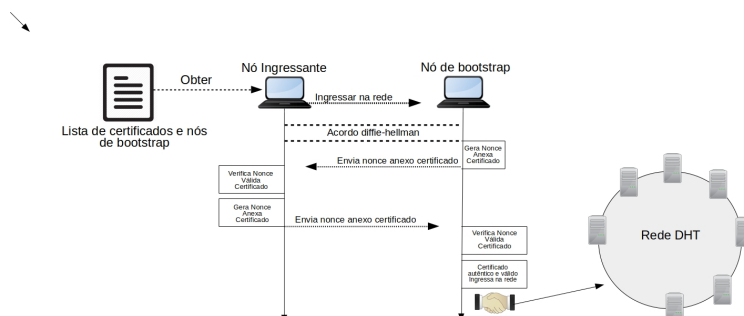 Nó Ingressante
Nó de bootstrap
Obter
Ingressar na rede
Lista de certificados e nós
de bootstrap
Acordo diffie-hellman
Gera Nonce
Anexa
Certificado
Envia nonce anexo certificado
Verifica Nonce
Válida
Certificado
Gera Nonce
Anexa
Certificado
Envia nonce anexo certificado
Verifica Nonce
Válida
Certificado
Rede DHT
Certificado
autêntico e válido
Ingressa na rede